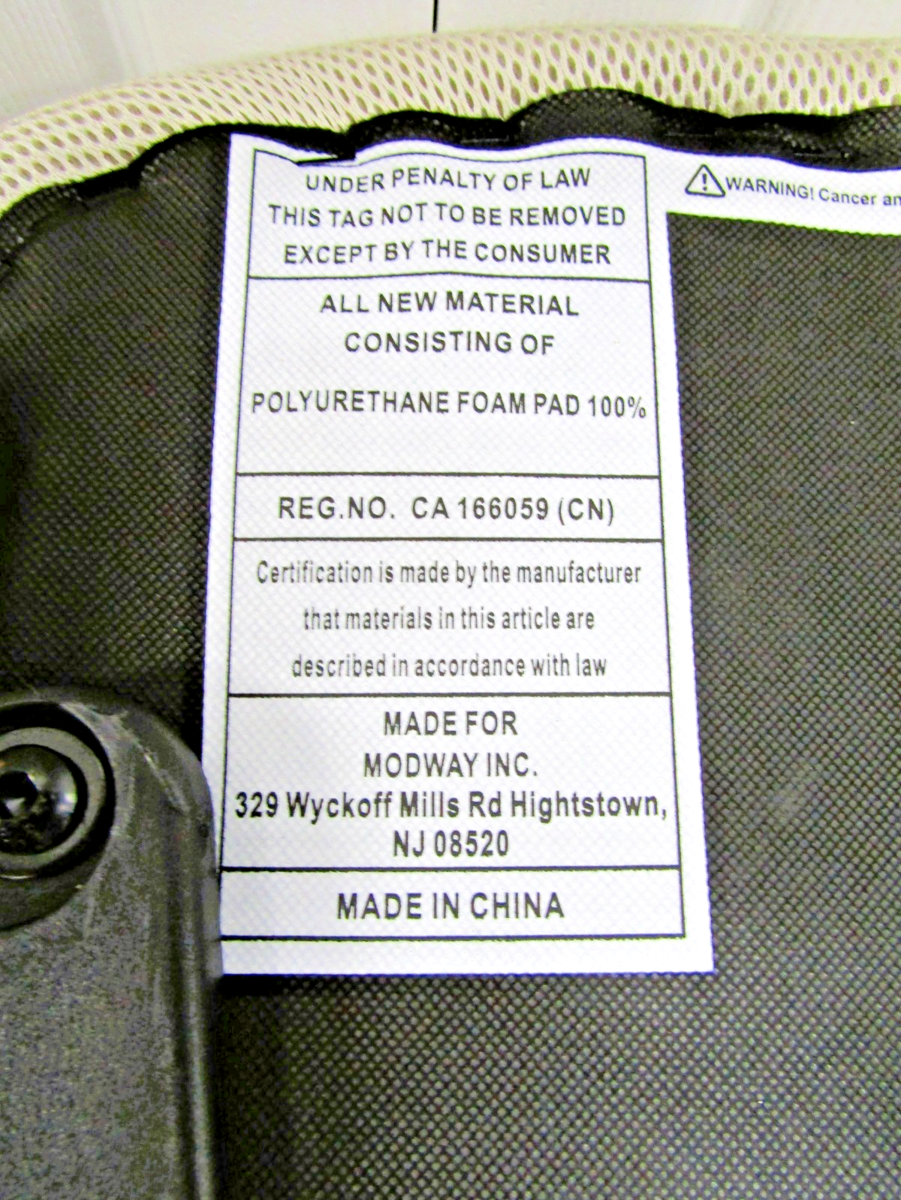 UNDER PENALTY OF LAW
THIS TAG NOT TO BE REMOVED
EXCEPT BY THE CONSUMER
ALL NEW MATERIAL
CONSISTING OF
POLYURETHANE FOAM PAD 100%
REG.NO. CA 166059 (CN)
Certification is made by the manufacturer
that materials in this article are
described in accordance with law
MADE FOR
MODWAY INC.
329 Wyckoff Mills Rd Hightstown,
NJ 08520
MADE IN CHINA
WARNING! Cancer